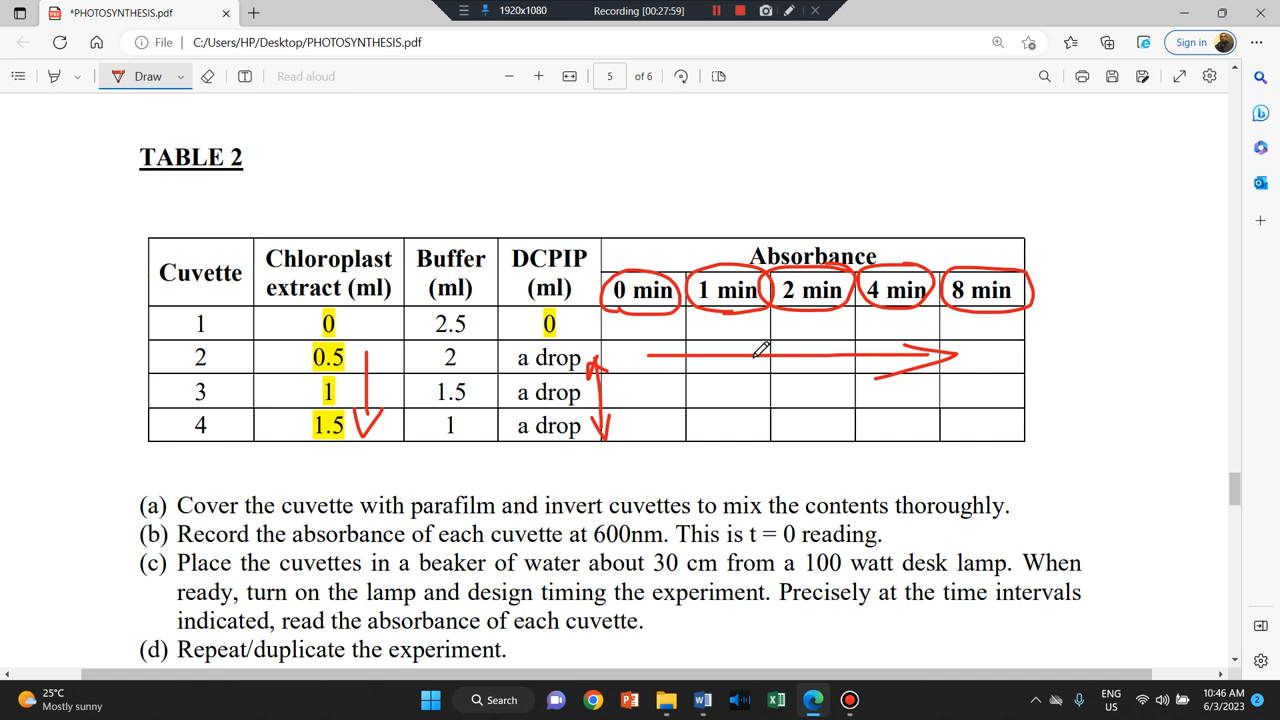 *PHOTOSYNTHESIS.pdf
1920x1080
Recording [00:27:59]
File
C:/Users/HP/Desktop/PHOTOSYNTHESIS.pdf
Sign in
Draw
Read aloud
5
of 6
TABLE 2
Cuvette
Chloroplast
extract (ml)
Buffer
(ml)
DCPIP
(ml)
Absorbance
0 min
1 min
2 min
4 min
8 min
1 0 2.5 0
2 0.5 2 a drop
3 1 1.5 a drop
4 1.5 1 a drop
(a) Cover the cuvette with parafilm and invert cuvettes to mix the contents thoroughly.
(b) Record the absorbance of each cuvette at 600nm. This is t = 0 reading.
(c) Place the cuvettes in a beaker of water about 30 cm from a 100 watt desk lamp. When
ready, turn on the lamp and design timing the experiment. Precisely at the time intervals
indicated, read the absorbance of each cuvette.
(d) Repeat/duplicate the experiment.
25°C
Mostly sunny
Search
ENG
US
10:46 AM
6/3/2023
2